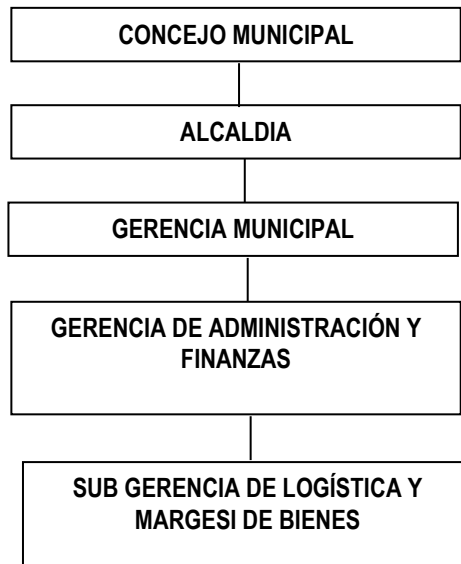 CONCEJO MUNICIPAL
ALCALDIA
GERENCIA MUNICIPAL
GERENCIA DE ADMINISTRACIÓN Y
FINANZAS
SUB GERENCIA DE LOGÍSTICA Y
MARGESI DE BIENES